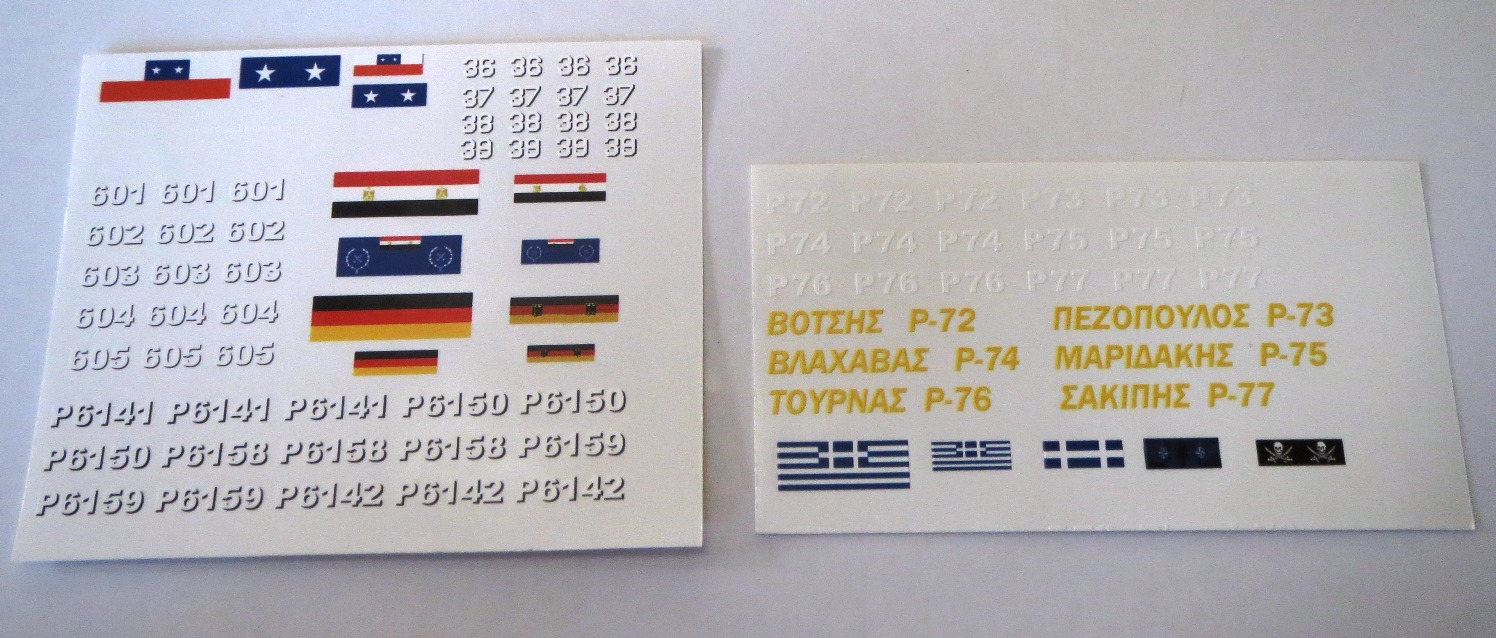 36 36 36 36
37 37 37 37
38 38 38 38
39 39 39 39
601 601 601
602 602 602
603 603 603
604 604 604
605 605 605
P6141 P6141 P6141 P6150 P6150
P6150 P6158 P6158 P6158 P6159
P6159 P6159 P6142 P6142 P6142
P72 P72 P72 P73 P73 P73
P74 P74 P74 P75 P75 P75
P76 P76 P76 P77 P77 P77
ΒΟΤΣΗΣ P-72 ΠΕΖΟΠΟΥΛΟΣ P-73
ΒΛΑΧΑΒΑΣ P-74 ΜΑΡΙΔΑΚΗΣ P-75
ΤΟΥΡΝΑΣ P-76 ΣΑΚΙΠΗΣ P-77